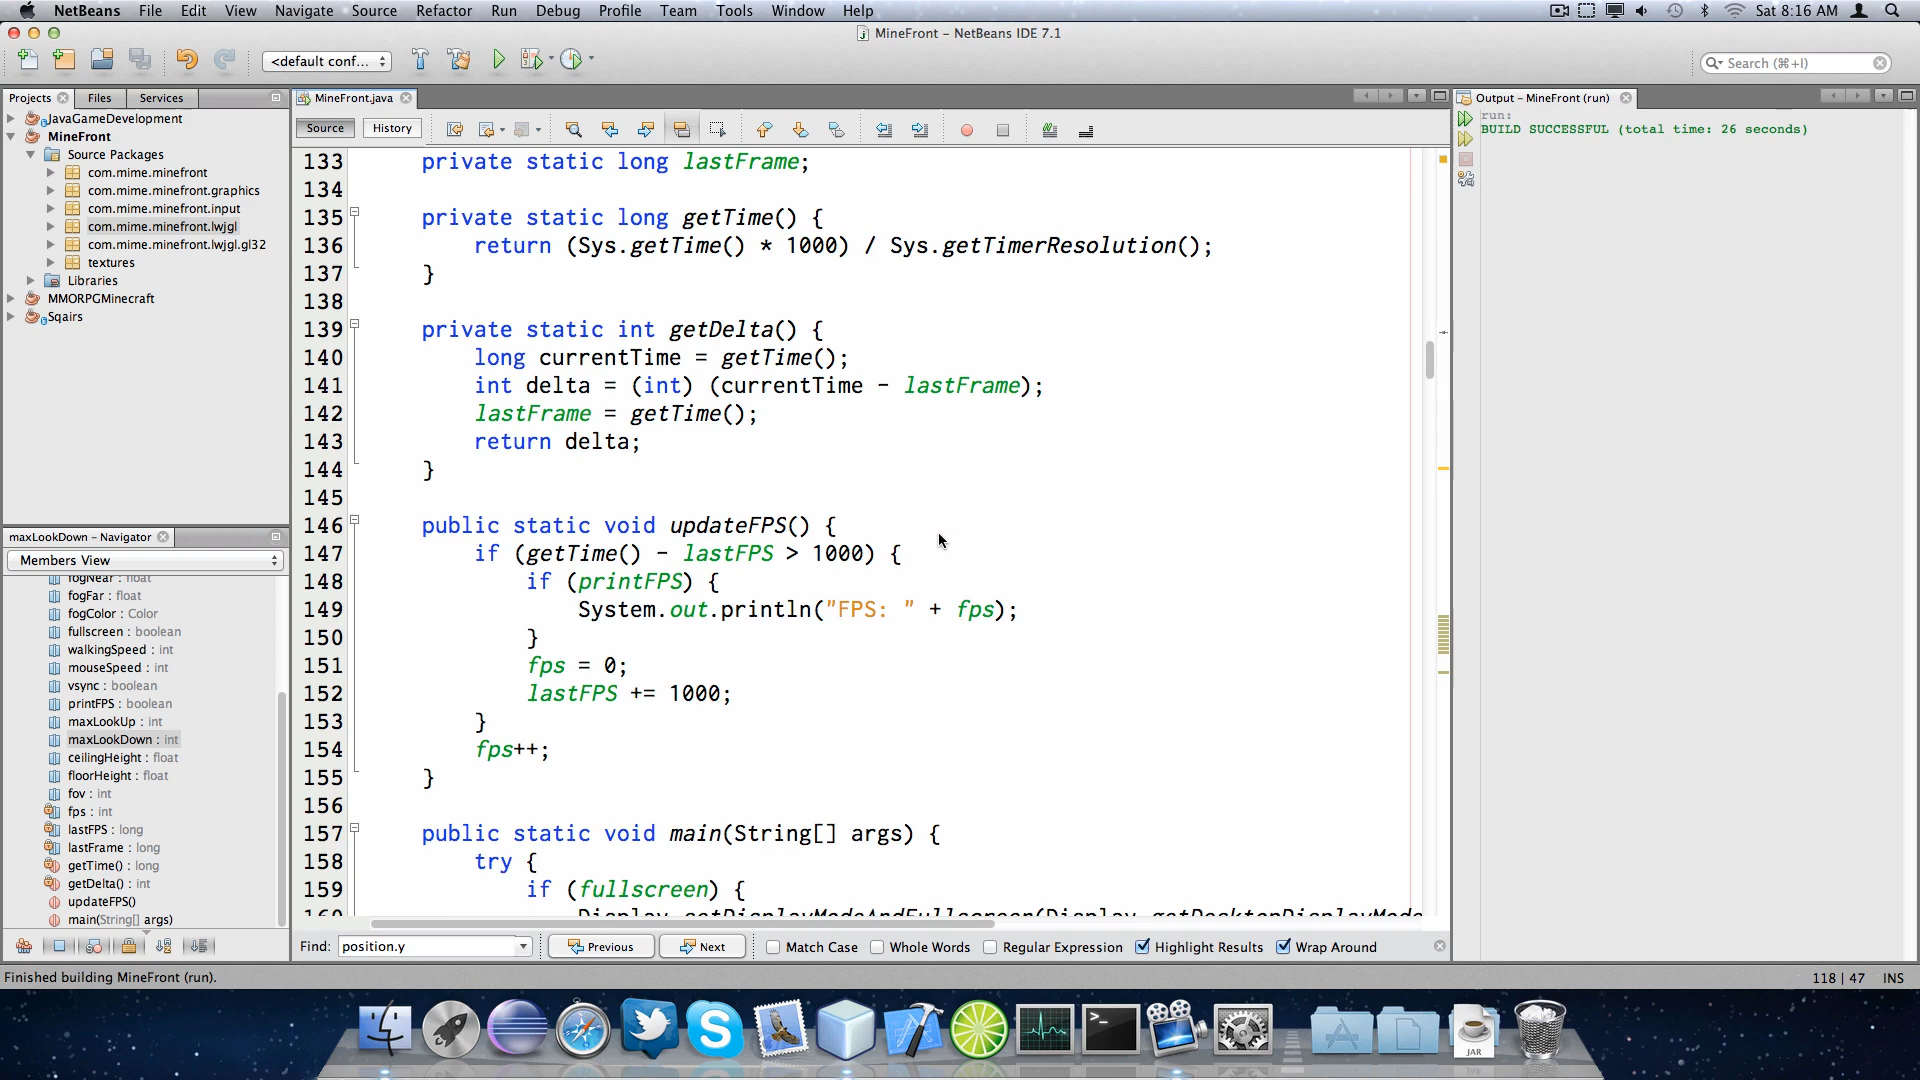 NetBeans File Edit View Navigate Source Refactor Run Debug Profile Team Tools Window Help Sat 8:16 AM
MineFront – NetBeans IDE 7.1
<default conf... Search (⌘+I)
Projects Files Services
JavaGameDevelopment
MineFront
Source Packages
com.mime.minefront
com.mime.minefront.graphics
com.mime.minefront.input
com.mime.minefront.lwjgl
com.mime.minefront.lwjgl.gl32
textures
Libraries
MMORPGMinecraft
Sqairs
maxLookDown – Navigator
Members View
fogNear : float
fogFar : float
fogColor : Color
fullscreen : boolean
walkingSpeed : int
mouseSpeed : int
vsync : boolean
printFPS : boolean
maxLookUp : int
maxLookDown : int
ceilingHeight : float
floorHeight : float
fov : int
fps : int
lastFPS : long
lastFrame : long
getTime() : long
getDelta() : int
updateFPS()
main(String[] args)
MineFront.java
Source History
133 private static long lastFrame;
134
135 private static long getTime() {
136 return (Sys.getTime() * 1000) / Sys.getTimerResolution();
137 }
138
139 private static int getDelta() {
140 long currentTime = getTime();
141 int delta = (int) (currentTime - lastFrame);
142 lastFrame = getTime();
143 return delta;
144 }
145
146 public static void updateFPS() {
147 if (getTime() - lastFPS > 1000) {
148 if (printFPS) {
149 System.out.println("FPS: " + fps);
150 }
151 fps = 0;
152 lastFPS += 1000;
153 }
154 fps++;
155 }
156
157 public static void main(String[] args) {
158 try {
159 if (fullscreen) {
160 Display.setDisplayModeAndFullscreen(Display.getDesktopDisplayMode
Find: position.y Previous Next Match Case Whole Words Regular Expression Highlight Results Wrap Around
Output – MineFront (run)
run:
BUILD SUCCESSFUL (total time: 26 seconds)
Finished building MineFront (run). 118 | 47 INS
JAR